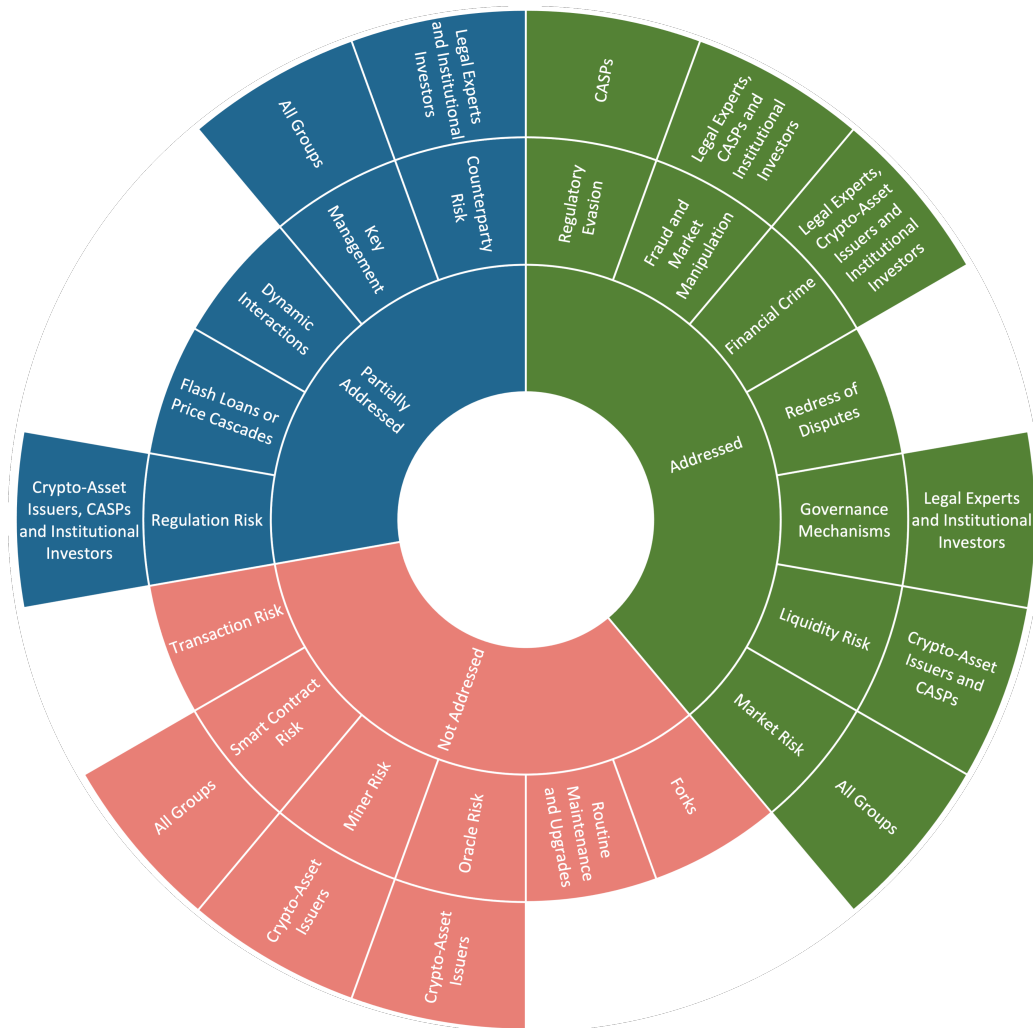 Addressed
Regulatory
Evasion
CASPs
Fraud and
Market
Manipulation
Legal Experts,
CASPs and
Institutional
Investors
Financial Crime
Legal Experts,
Crypto-Asset
Issuers and
Institutional
Investors
Redress of
Disputes
Governance
Mechanisms
Legal Experts
and Institutional
Investors
Liquidity Risk
Crypto-Asset
Issuers and
CASPs
Market Risk
All Groups
Not Addressed
Forks
Routine
Maintenance
and Upgrades
Oracle Risk
Crypto-Asset
Issuers
Miner Risk
Crypto-Asset
Issuers
Smart Contract
Risk
All Groups
Transaction Risk
Partially
Addressed
Regulation Risk
Crypto-Asset
Issuers, CASPs
and Institutional
Investors
Flash Loans or
Price Cascades
Dynamic
Interactions
Key
Management
All Groups
Counterparty
Risk
Legal Experts
and Institutional
Investors